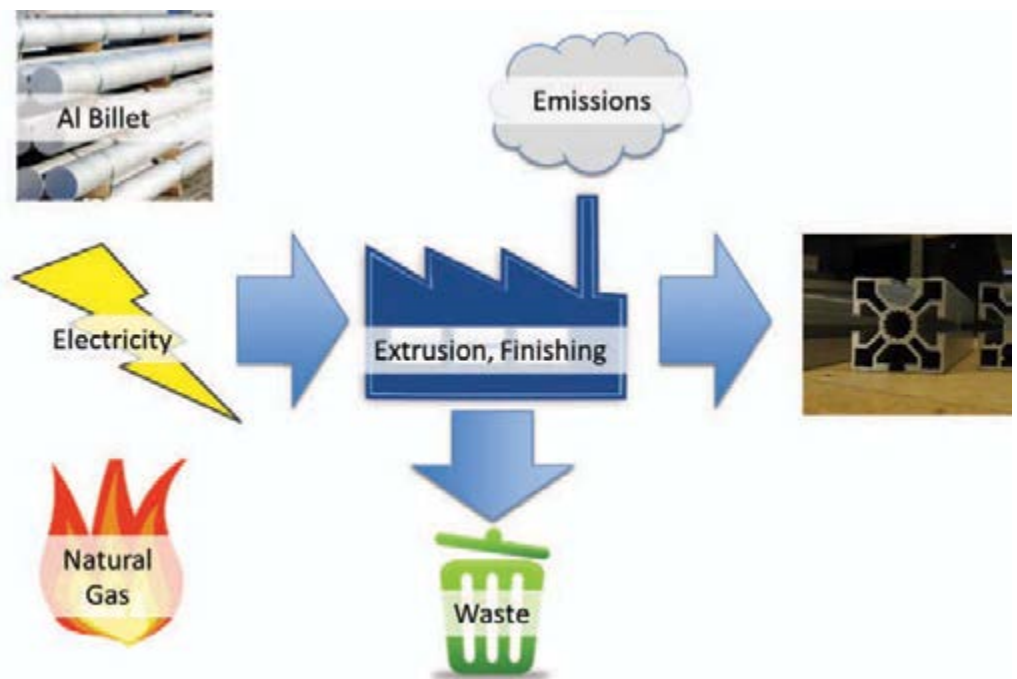 Al Billet
Emissions
Electricity
Extrusion, Finishing
Natural
Gas
Waste